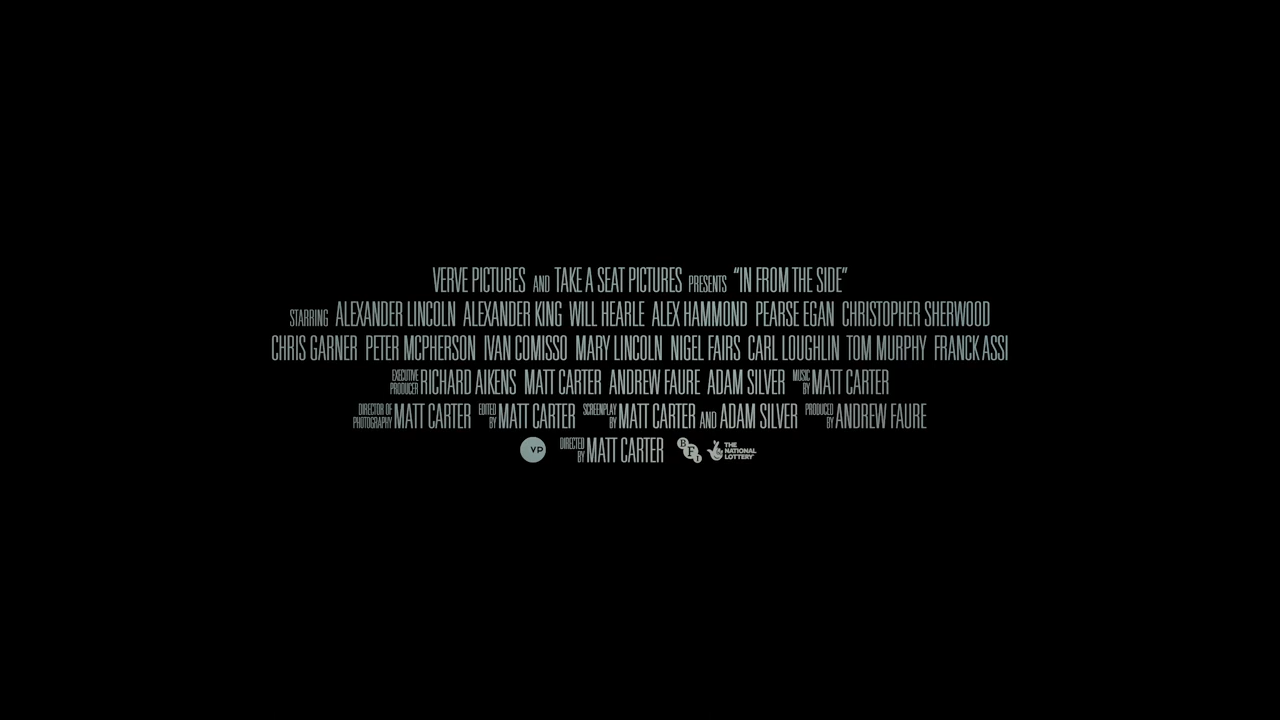 VERVE PICTURES AND TAKE A SEAT PICTURES PRESENTS “IN FROM THE SIDE”
STARRING ALEXANDER LINCOLN ALEXANDER KING WILL HEARLE ALEX HAMMOND PEARSE EGAN CHRISTOPHER SHERWOOD
CHRIS GARNER PETER MCPHERSON IVAN COMISSO MARY LINCOLN NIGEL FAIRS CARL LOUGHLIN TOM MURPHY FRANCK ASSI
EXECUTIVE PRODUCER RICHARD AIKENS MATT CARTER ANDREW FAURE ADAM SILVER MUSIC BY MATT CARTER
DIRECTOR OF PHOTOGRAPHY MATT CARTER EDITED BY MATT CARTER SCREENPLAY BY MATT CARTER AND ADAM SILVER PRODUCED BY ANDREW FAURE
VP DIRECTED BY MATT CARTER BFI THE NATIONAL LOTTERY